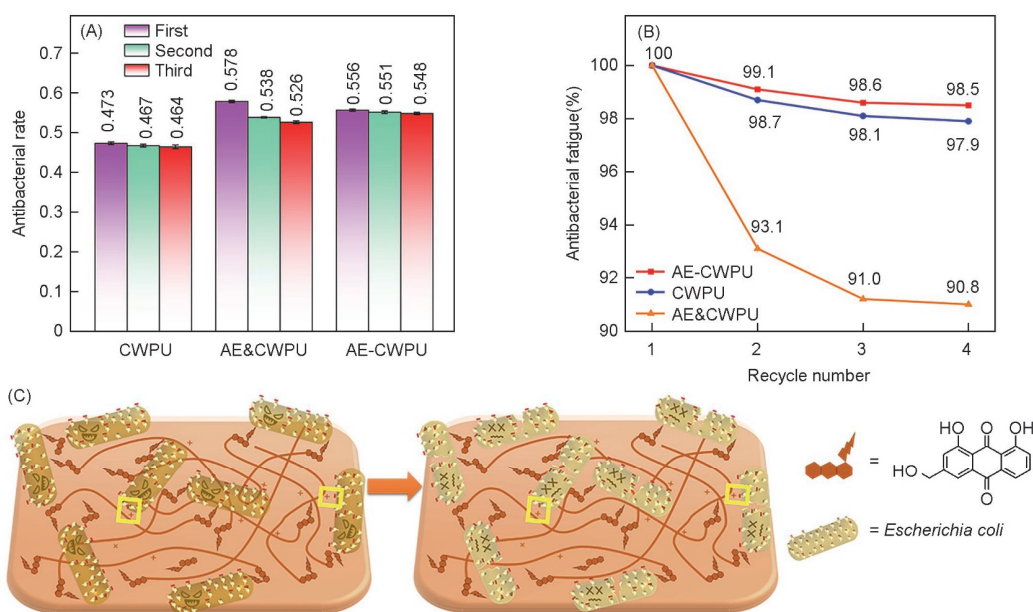 (A)
First
Second
Third
0.7
0.6
0.5
0.4
0.3
0.2
0.1
0
Antibacterial rate
0.473
0.467
0.464
0.578
0.538
0.526
0.556
0.551
0.548
CWPU
AE&CWPU
AE-CWPU
(B)
100
98
96
94
92
90
Antibacterial fatigue(%)
100
99.1
98.6
98.5
98.7
98.1
97.9
93.1
91.0
90.8
AE-CWPU
CWPU
AE&CWPU
1
2
3
4
Recycle number
(C)
=
OH
O
OH
HO
O
= Escherichia coli